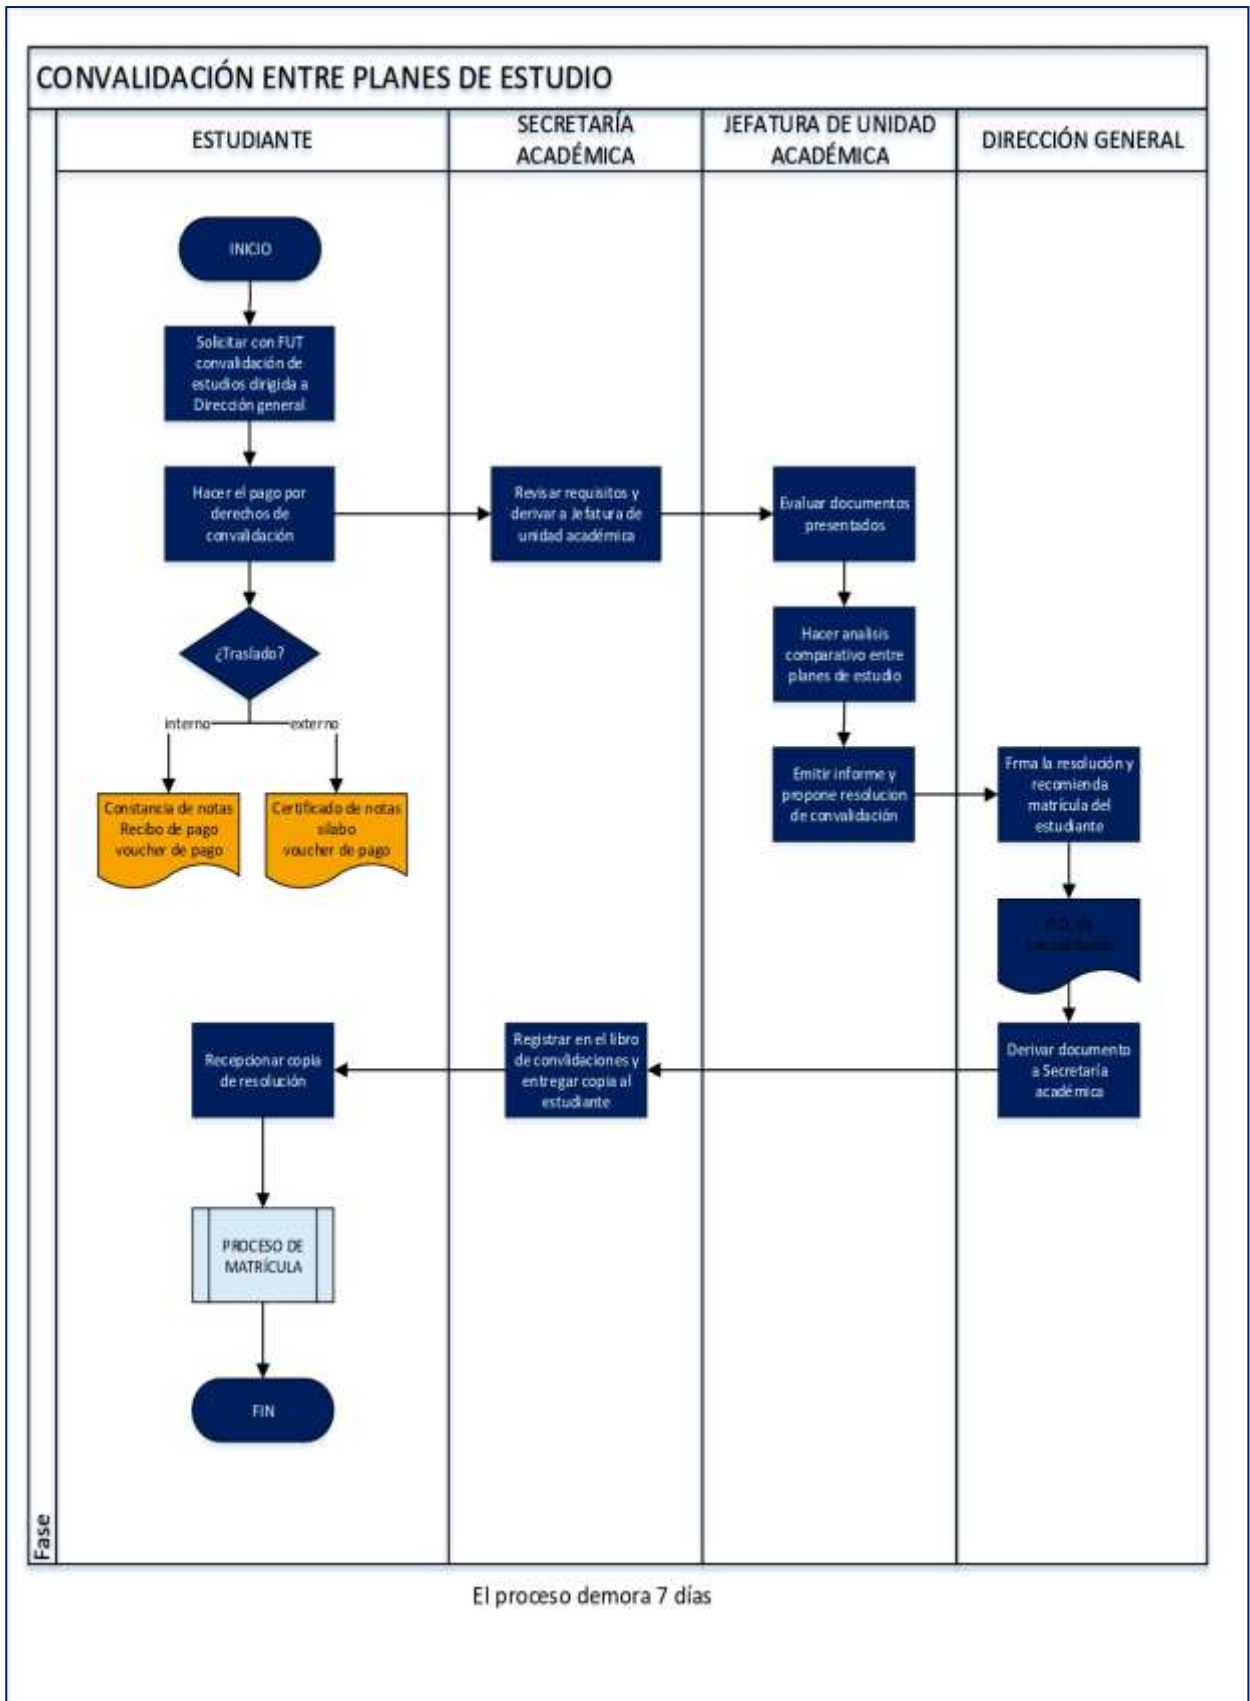 CONVALIDACIÓN ENTRE PLANES DE ESTUDIO
ESTUDIANTE
SECRETARÍA
ACADÉMICA
JEFATURA DE UNIDAD
ACADÉMICA
DIRECCIÓN GENERAL
INICIO
Solicitar con FUT
convalidación de
estudios dirigida a
Dirección general
Hacer el pago por
derechos de
convalidación
Revisar requisitos y
derivar a Jefatura de
unidad académica
Evaluar documentos
presentados
¿Traslado?
Hacer analisis
comparativo entre
planes de estudio
interno
externo
Constancia de notas
Recibo de pago
voucher de pago
Certificado de notas
silabo
voucher de pago
Emitir informe y
propone resolucion
de convalidación
Frma la resolución y
recomienda
matrícula del
estudiante
Recepcionar copia
de resolución
Registrar en el libro
de convlidaciones y
entregar copia al
estudiante
Derivar documento
a Secretaría
académica
PROCESO DE
MATRÍCULA
FIN
Fase
El proceso demora 7 días